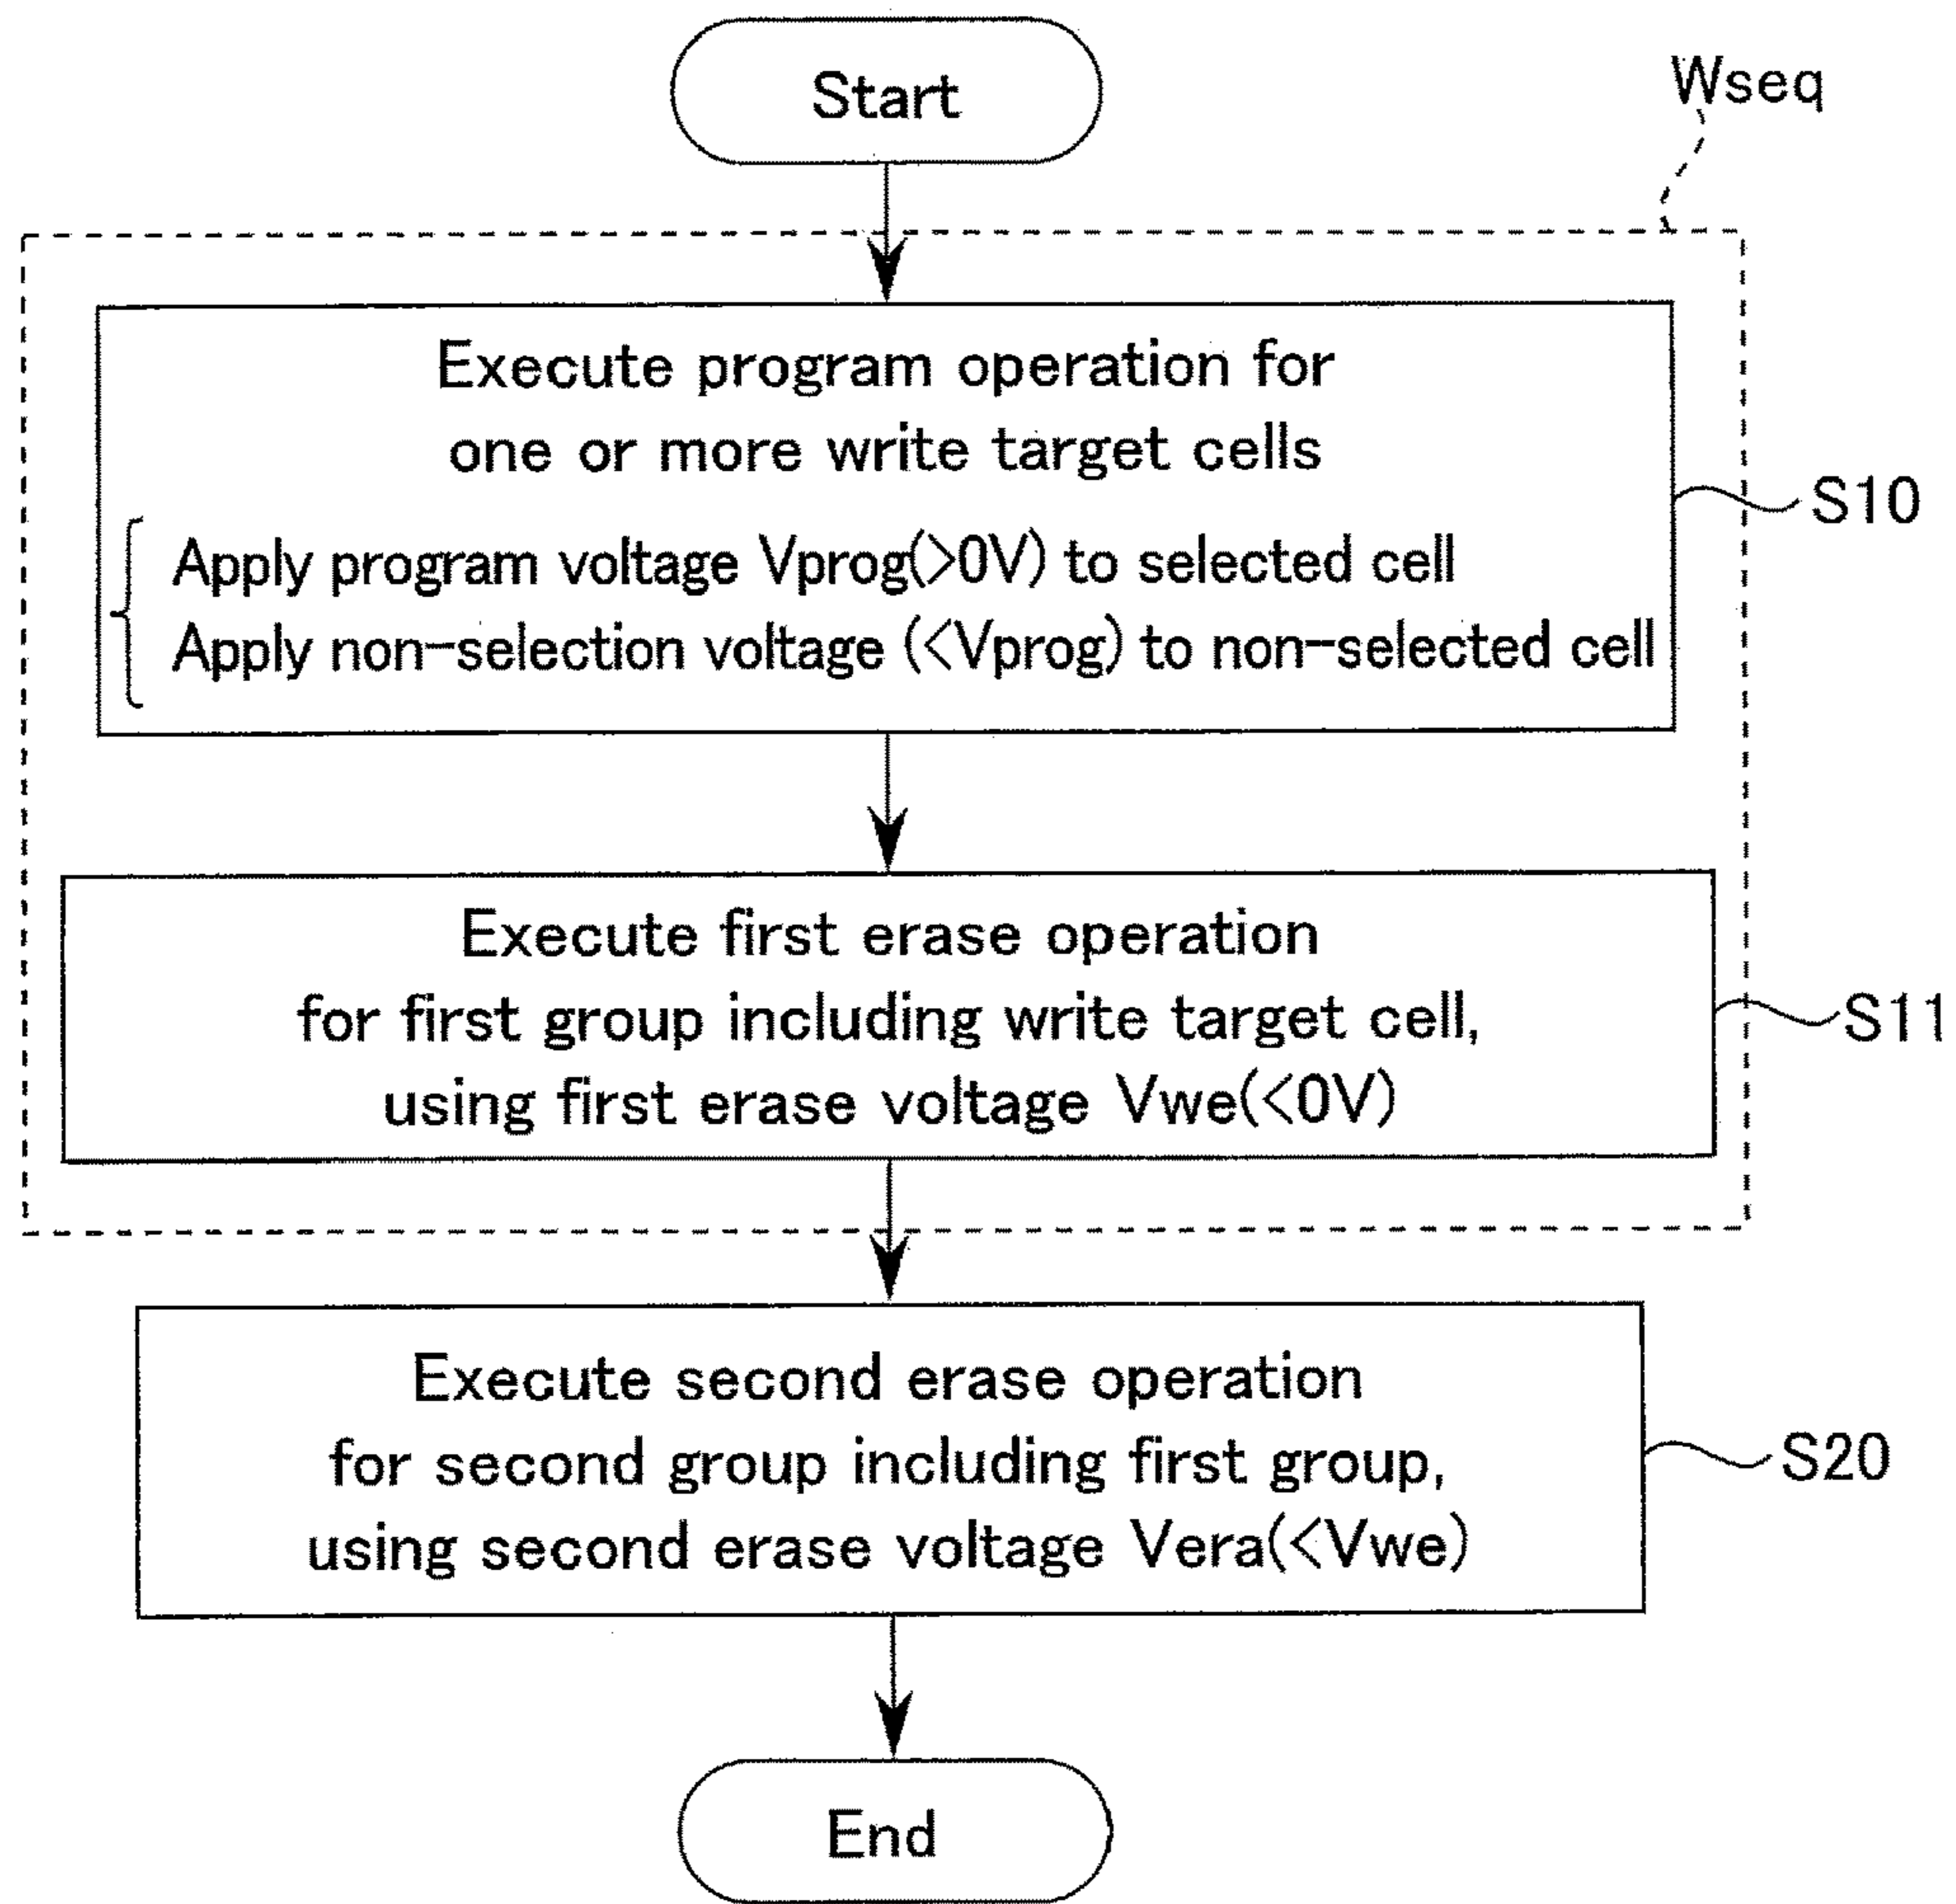 Start
Wseq
Execute program operation for
one or more write target cells
Apply program voltage Vprog(>0V) to selected cell
Apply non-selection voltage (<Vprog) to non-selected cell
S10
Execute first erase operation
for first group including write target cell,
using first erase voltage Vwe(<0V)
S11
Execute second erase operation
for second group including first group,
using second erase voltage Vera(<Vwe)
S20
End